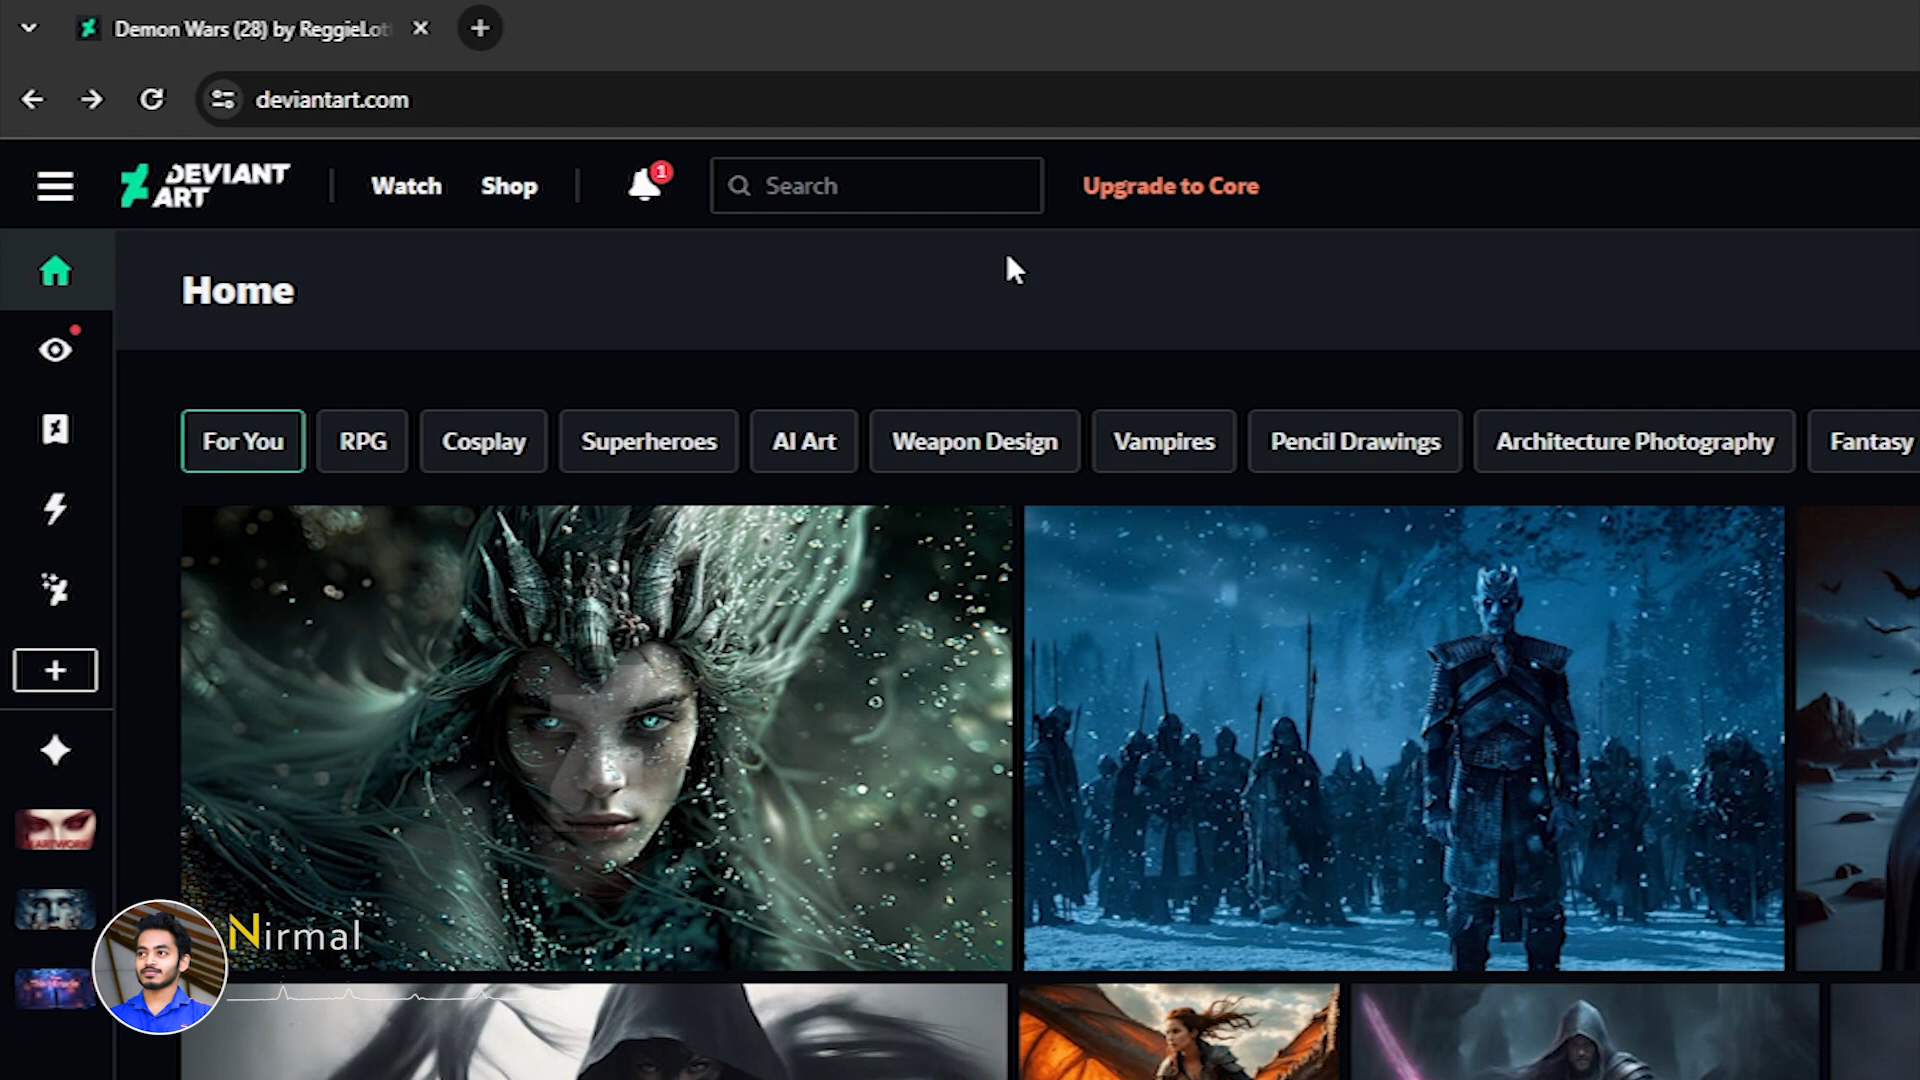 Demon Wars (28) by ReggieLot
deviantart.com
DEVIANT
ART
Watch
Shop
1
Search
Upgrade to Core
Home
For You
RPG
Cosplay
Superheroes
AI Art
Weapon Design
Vampires
Pencil Drawings
Architecture Photography
Fantasy
ARTWORK
Nirmal